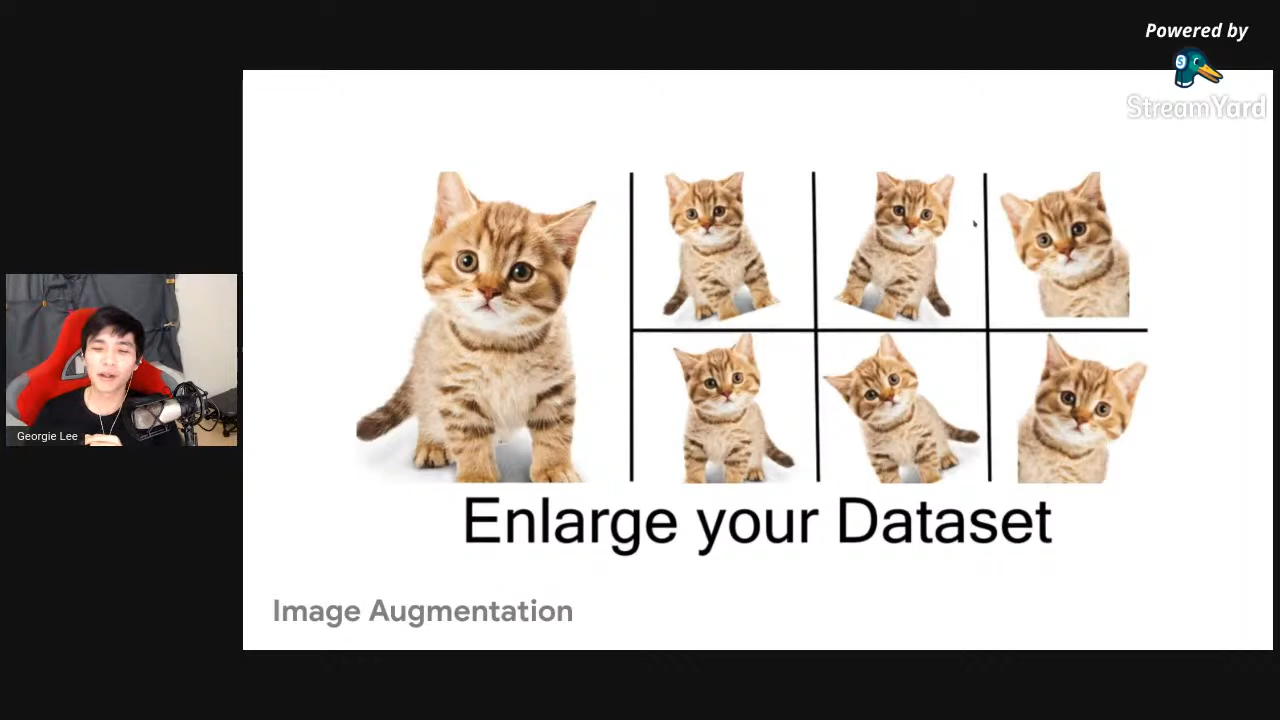 Powered by
StreamYard
Enlarge your Dataset
Image Augmentation
Georgie Lee